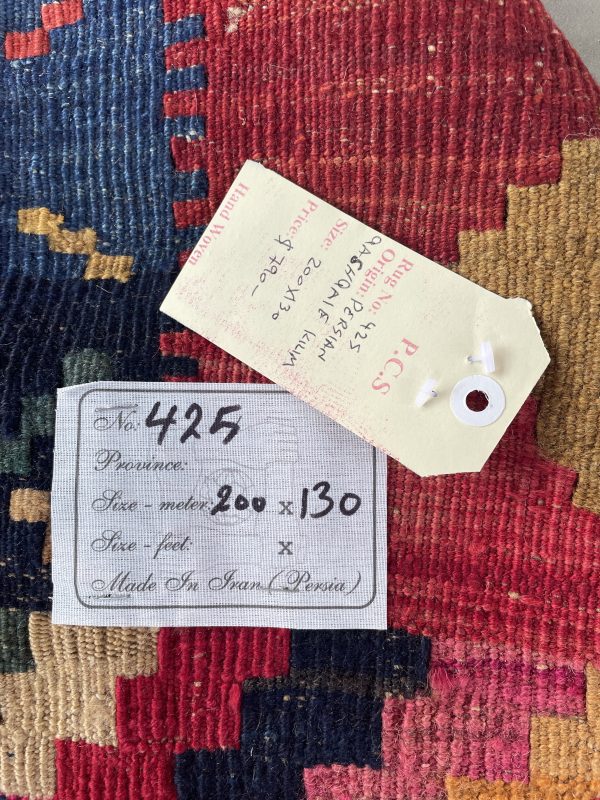 P.C.S
Rug No: 425
Origin: PERSIAN
QASHQAIE KILIM
Size: 200X130
Price: $ 790-
Hand Woven
No: 425
Province:
Size - meter: 200 x 130
Size - feet: x
Made In Iran (Persia)